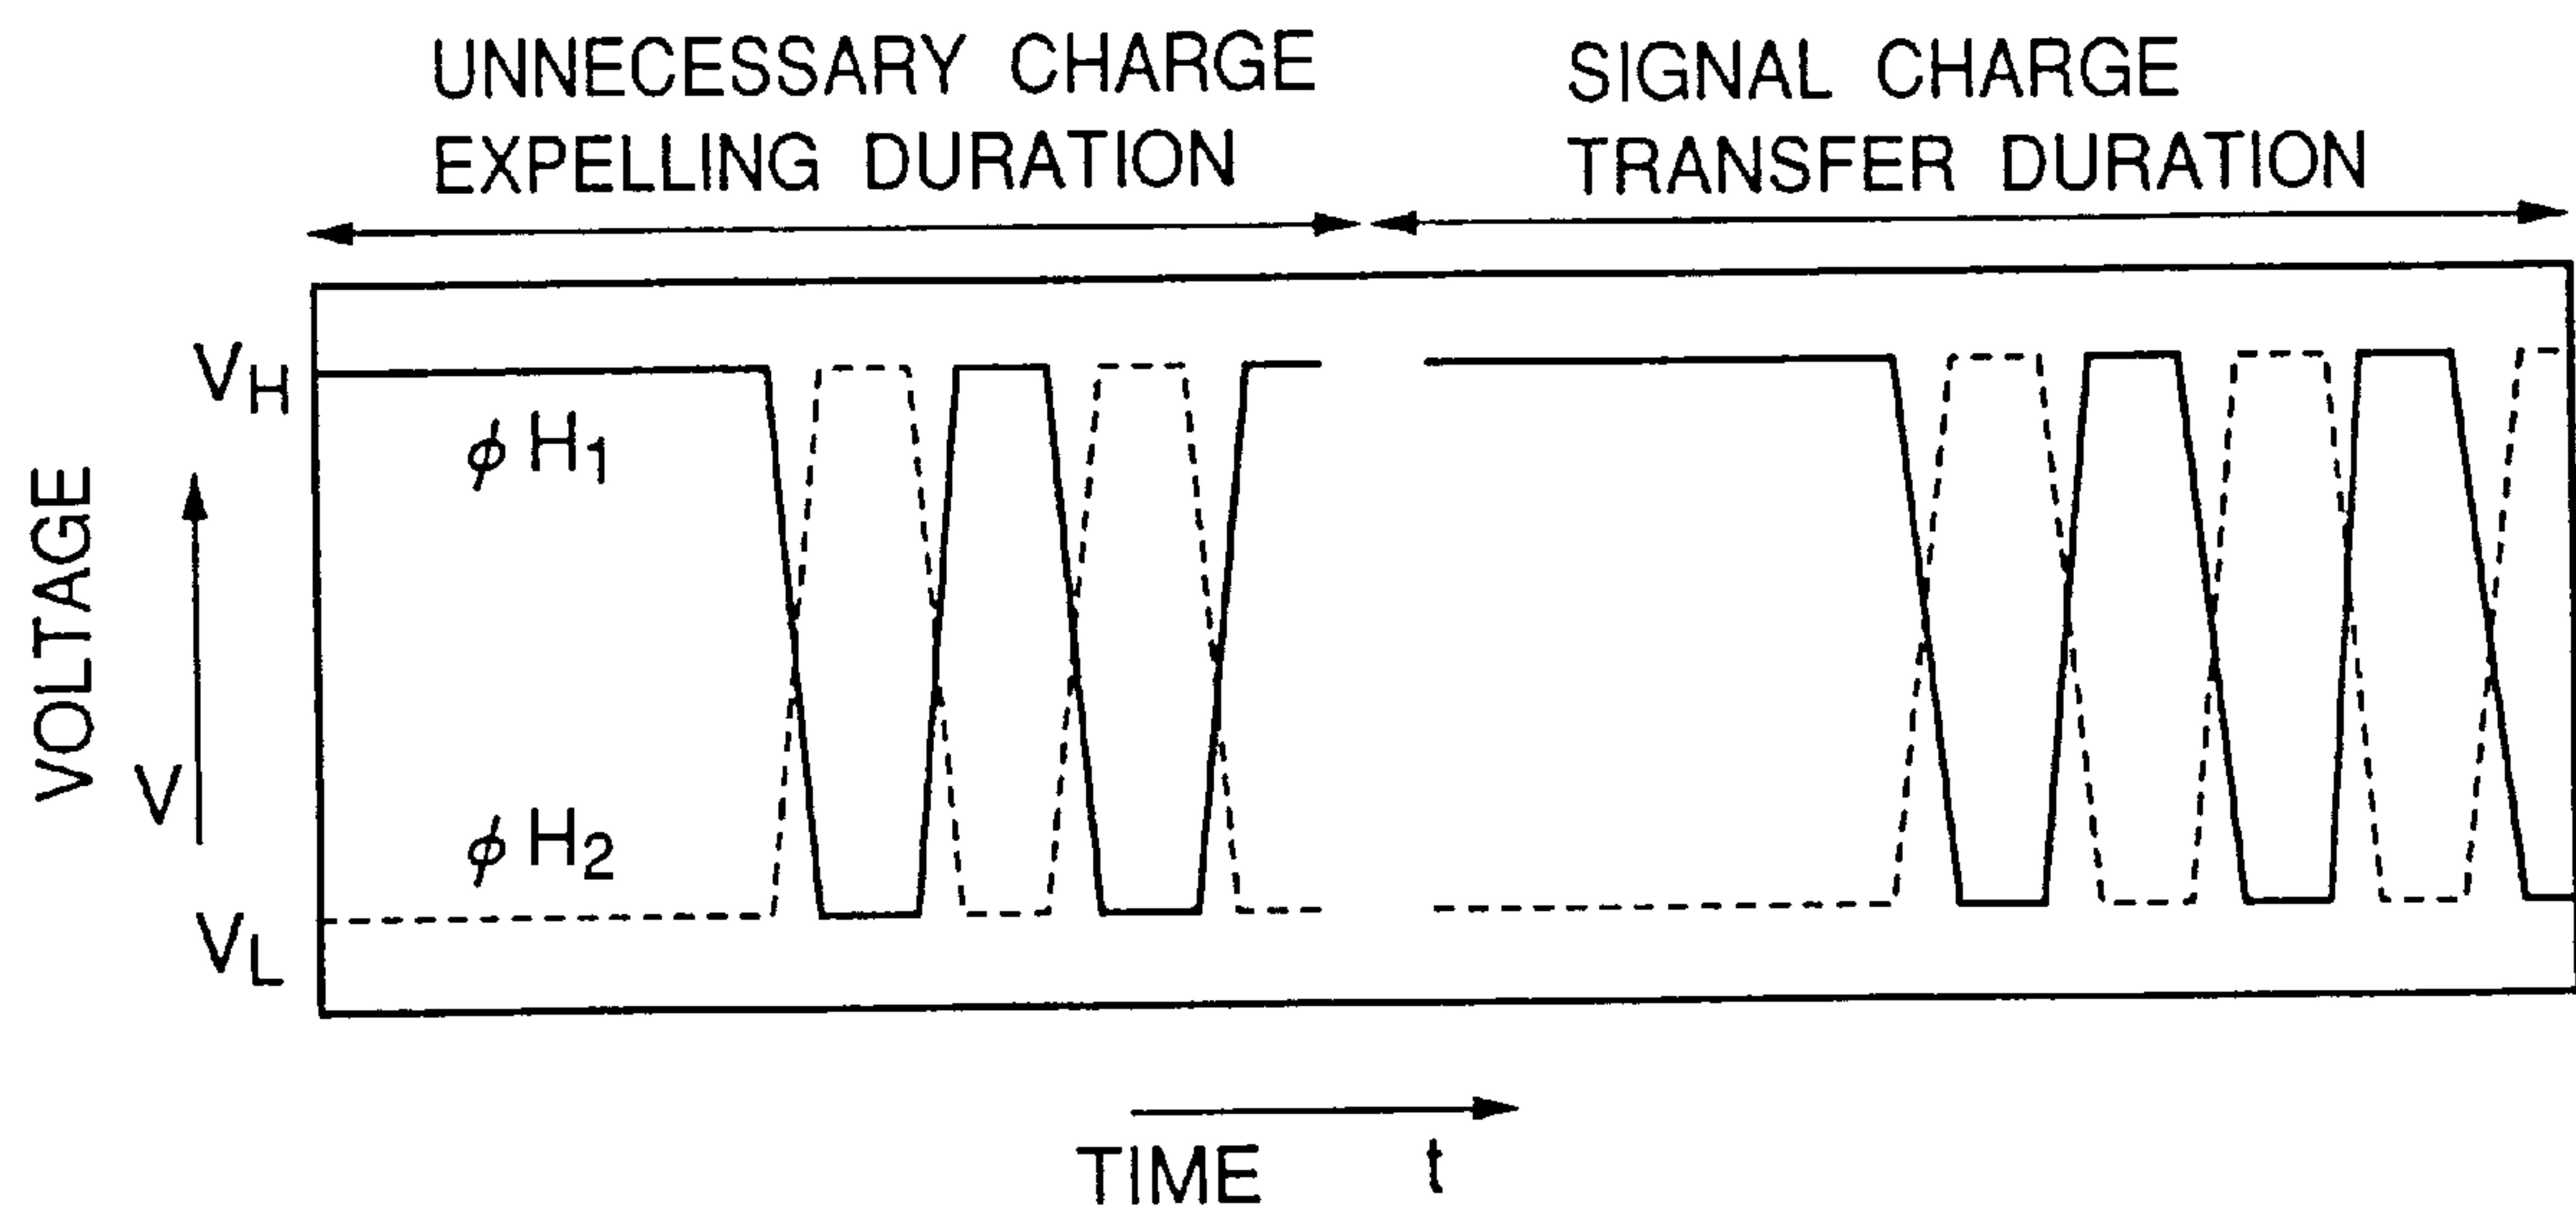 UNNECESSARY CHARGE
EXPELLING DURATION
SIGNAL CHARGE
TRANSFER DURATION
VH
ϕH1
VOLTAGE
V
ϕH2
VL
TIME t